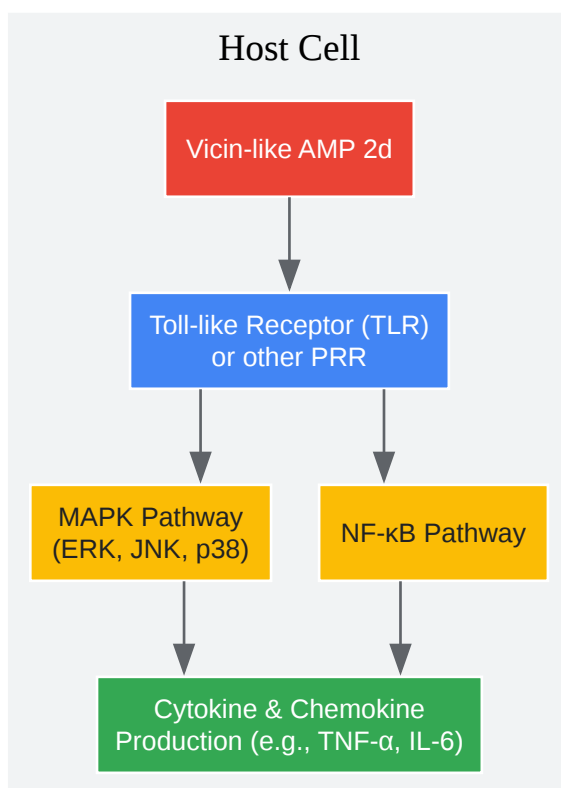 Host Cell
Vicin-like AMP 2d
Toll-like Receptor (TLR)
or other PRR
MAPK Pathway
(ERK, JNK, p38)
NF-κB Pathway
Cytokine & Chemokine
Production (e.g., TNF-α, IL-6)